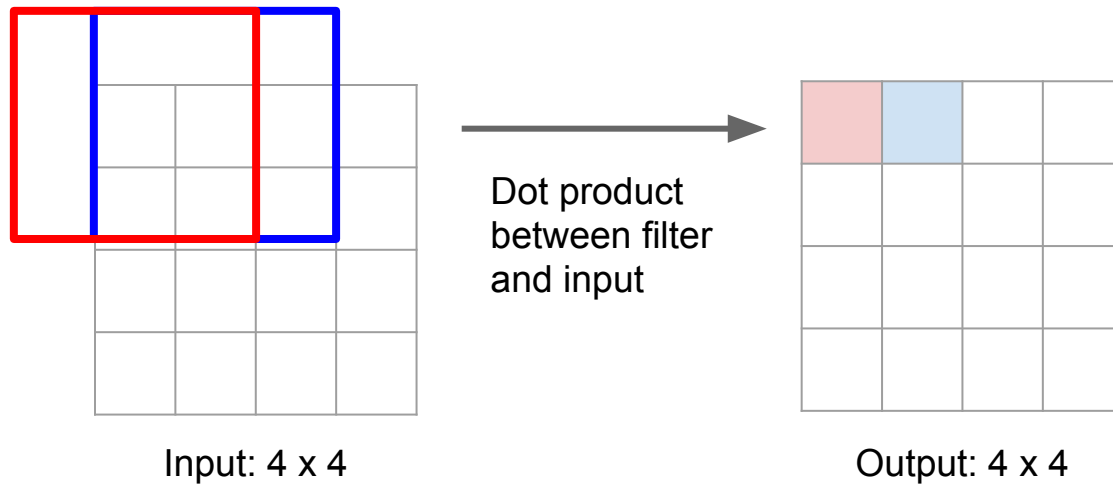 Dot product
between filter
and input
Input: 4 x 4
Output: 4 x 4